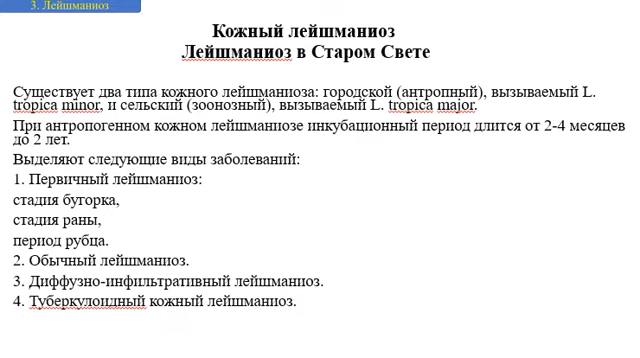 3. Лейшманиоз
Кожный лейшманиоз
Лейшманиоз в Старом Свете
Существует два типа кожного лейшманиоза: городской (антропный), вызываемый L.
tropica minor, и сельский (зоонозный), вызываемый L. tropica major.
При антропогенном кожном лейшманиозе инкубационный период длится от 2-4 месяцев
до 2 лет.
Выделяют следующие виды заболеваний:
1. Первичный лейшманиоз:
стадия бугорка,
стадия раны,
период рубца.
2. Обычный лейшманиоз.
3. Диффузно-инфильтративный лейшманиоз.
4. Туберкулоидный кожный лейшманиоз.